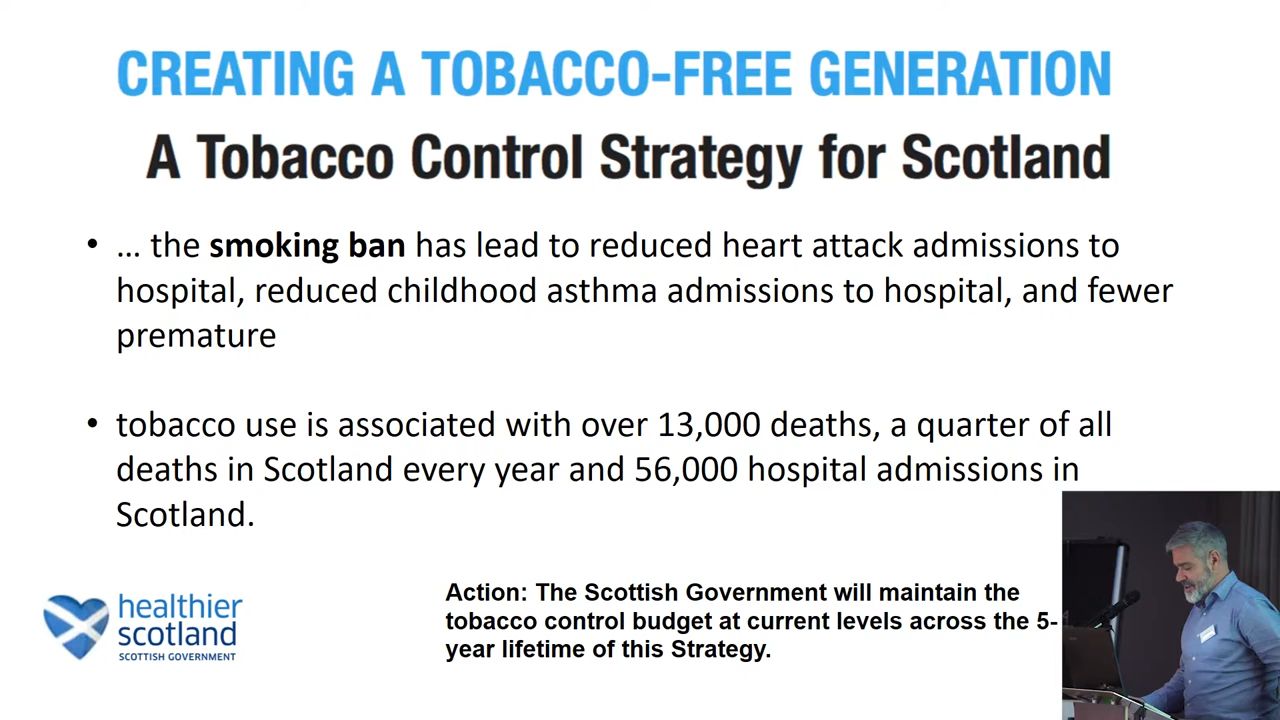 CREATING A TOBACCO-FREE GENERATION
A Tobacco Control Strategy for Scotland
• … the smoking ban has lead to reduced heart attack admissions to
hospital, reduced childhood asthma admissions to hospital, and fewer
premature
• tobacco use is associated with over 13,000 deaths, a quarter of all
deaths in Scotland every year and 56,000 hospital admissions in
Scotland.
healthier
scotland
SCOTTISH GOVERNMENT
Action: The Scottish Government will maintain the
tobacco control budget at current levels across the 5-
year lifetime of this Strategy.